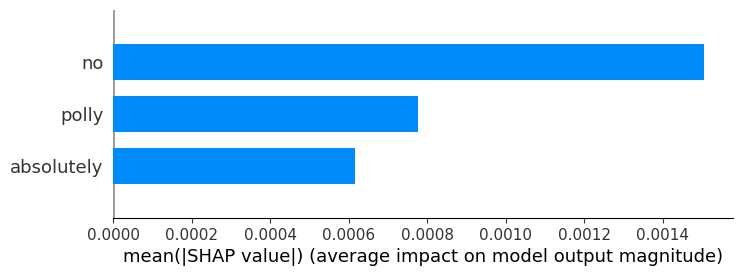 no
polly
absolutely
0.0000 0.0002 0.0004 0.0006 0.0008 0.0010 0.0012 0.0014
mean(|SHAP value|) (average impact on model output magnitude)